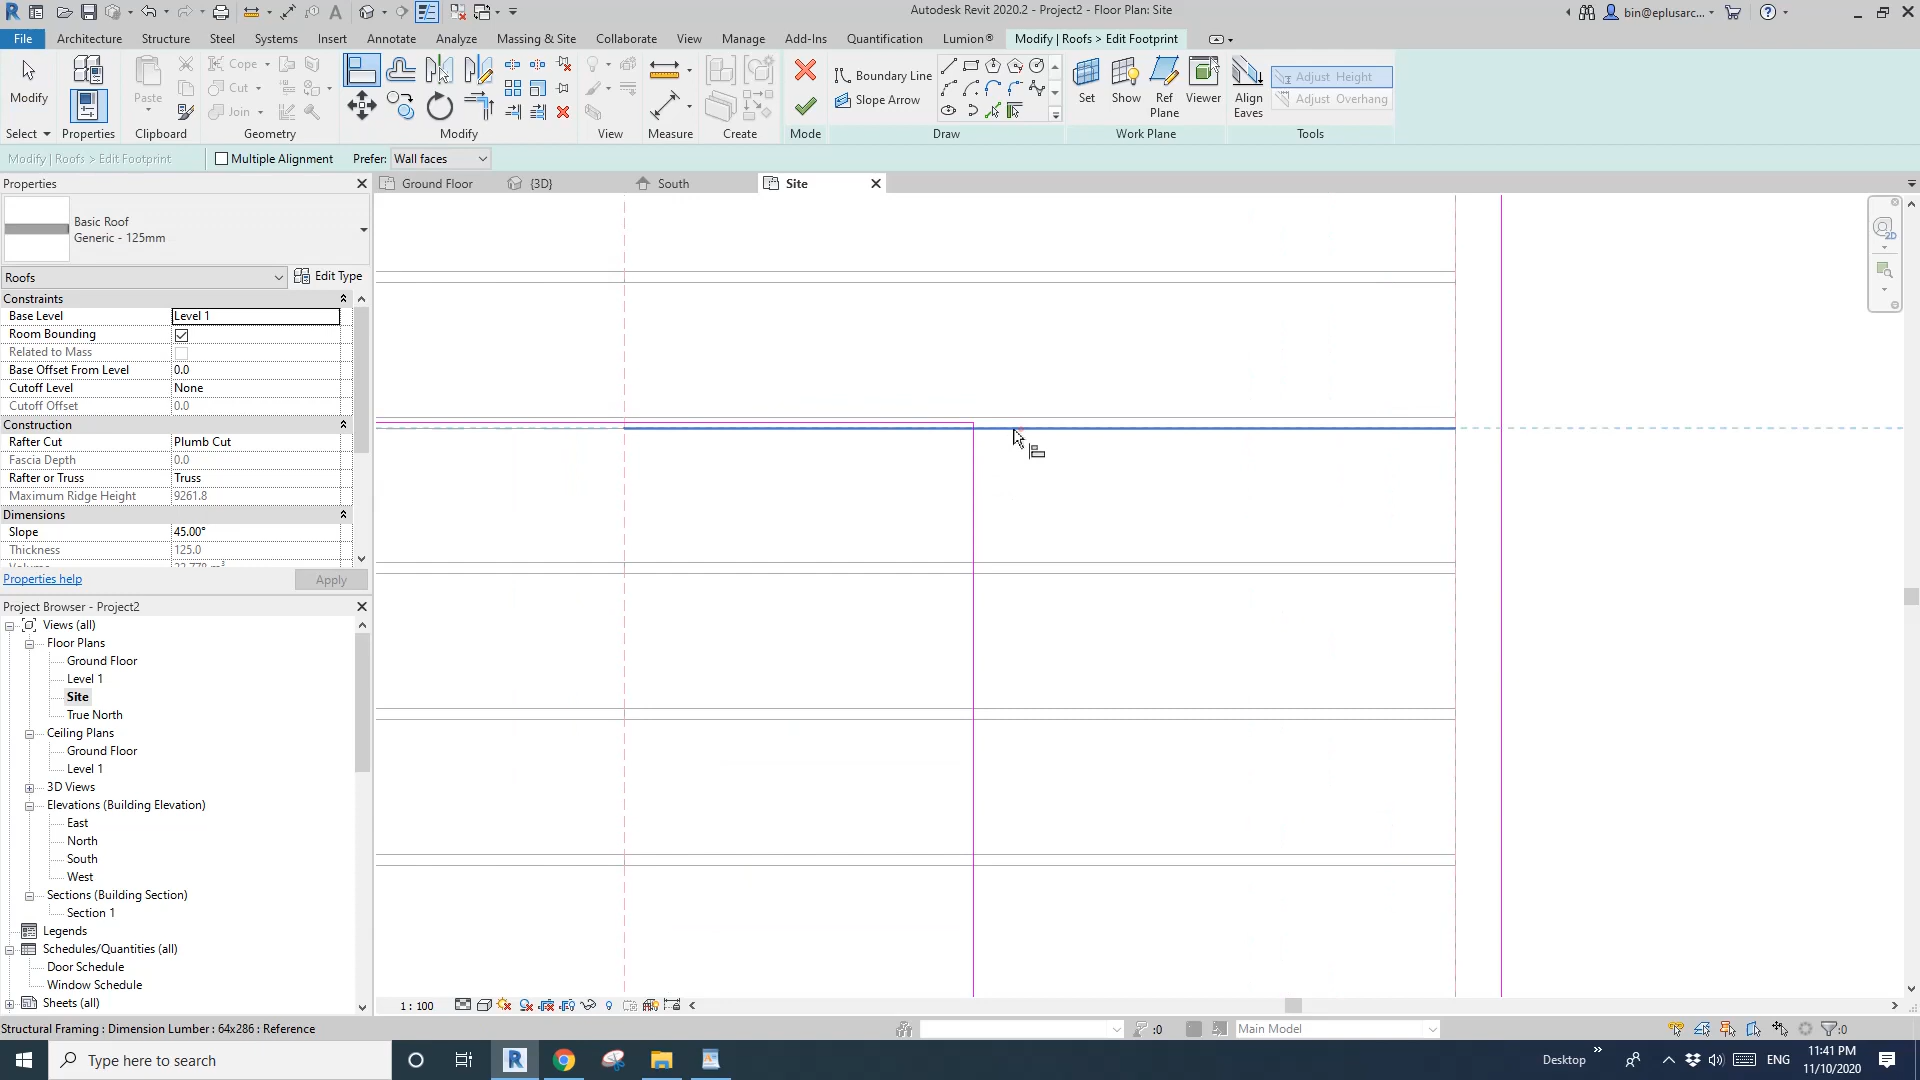 Autodesk Revit 2020.2 - Project2 - Floor Plan: Site
bin@eplusarc...
File Architecture Structure Steel Systems Insert Annotate Analyze Massing & Site Collaborate View Manage Add-Ins Quantification Lumion® Modify | Roofs > Edit Footprint
Modify
Select
Properties
Paste
Cope
Cut
Join
Clipboard
Geometry
Modify
View
Measure
Create
Mode
Boundary Line
Slope Arrow
Draw
Set
Show
Ref
Plane
Viewer
Work Plane
Align
Eaves
Adjust Height
Adjust Overhang
Tools
Modify | Roofs > Edit Footprint Multiple Alignment Prefer: Wall faces
Properties
Ground Floor {3D} South Site
Basic Roof
Generic - 125mm
Roofs Edit Type
Constraints
Base Level Level 1
Room Bounding
Related to Mass
Base Offset From Level 0.0
Cutoff Level None
Cutoff Offset 0.0
Construction
Rafter Cut Plumb Cut
Fascia Depth 0.0
Rafter or Truss Truss
Maximum Ridge Height 9261.8
Dimensions
Slope 45.00°
Thickness 125.0
Properties help Apply
Project Browser - Project2
Views (all)
Floor Plans
Ground Floor
Level 1
Site
True North
Ceiling Plans
Ground Floor
Level 1
3D Views
Elevations (Building Elevation)
East
North
South
West
Sections (Building Section)
Section 1
Legends
Schedules/Quantities (all)
Door Schedule
Window Schedule
Sheets (all)
2D
1 : 100
Structural Framing : Dimension Lumber : 64x286 : Reference
:0
Main Model
:0
Type here to search
Desktop
ENG
11:41 PM
11/10/2020